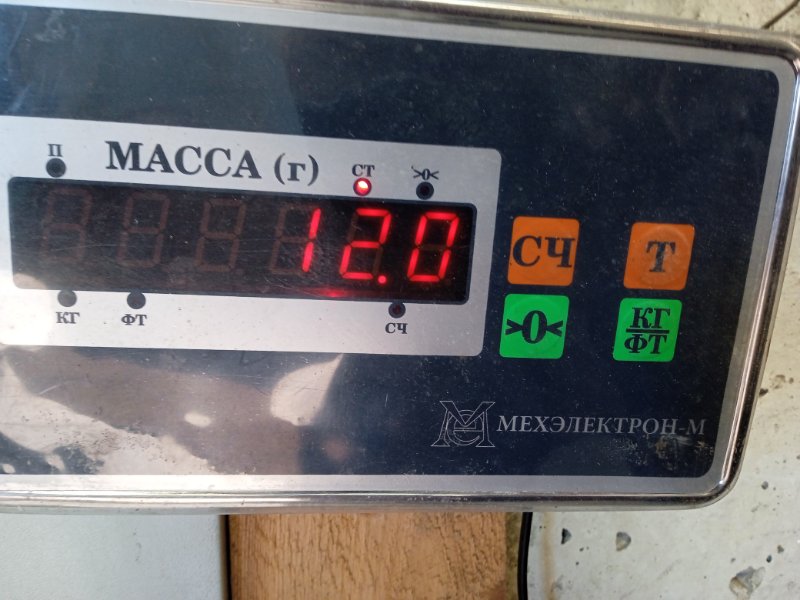 П МАССА (г) СТ >0<
12.0
КГ ФТ СЧ
СЧ Т
>0< КГ/ФТ
МЕХЭЛЕКТРОН-М